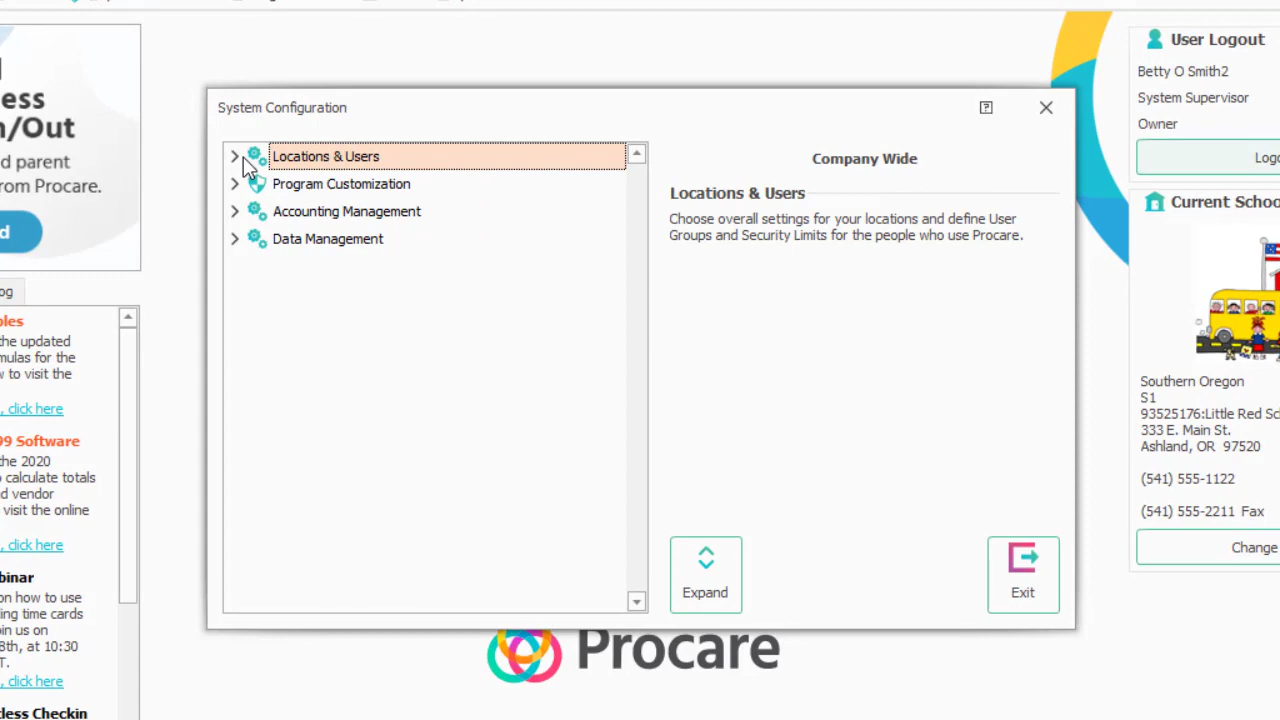 ess
n/Out
d parent
rom Procare.
d
og
ples
the updated
mulas for the
w to visit the
, click here
99 Software
the 2020
o calculate totals
d vendor
visit the online
, click here
binar
on how to use
ing time cards
oin us on
8th, at 10:30
T.
, click here
tless Checkin
System Configuration
Locations & Users
Program Customization
Accounting Management
Data Management
Company Wide
Locations & Users
Choose overall settings for your locations and define User
Groups and Security Limits for the people who use Procare.
Expand
Exit
Procare
User Logout
Betty O Smith2
System Supervisor
Owner
Logo
Current Schoo
Southern Oregon
S1
93525176:Little Red Sc
333 E. Main St.
Ashland, OR 97520
(541) 555-1122
(541) 555-2211 Fax
Change